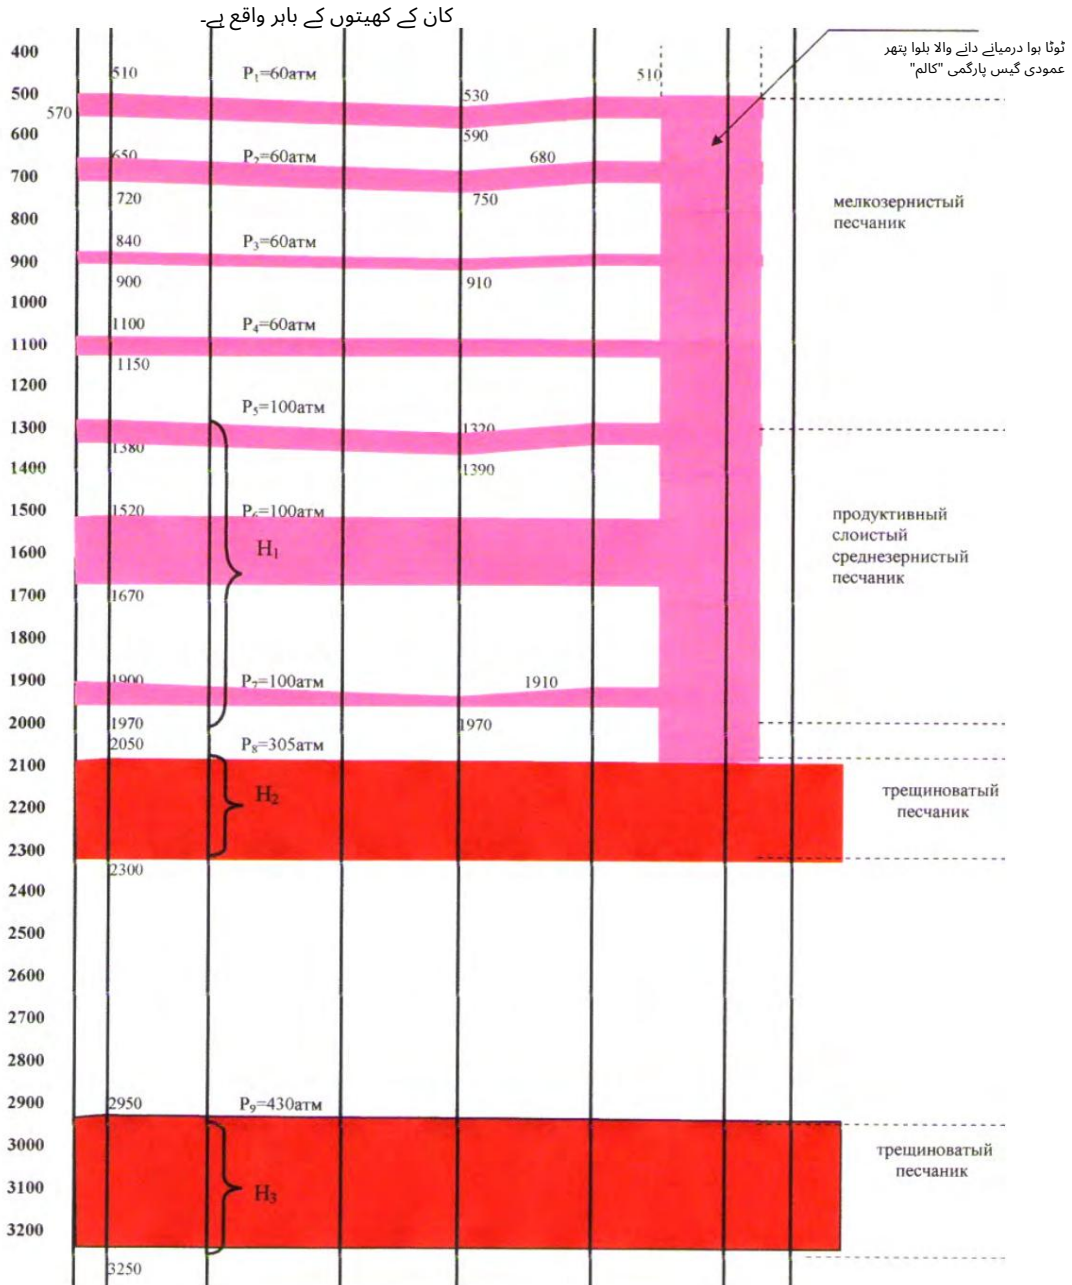 کان کے کھیتوں کے باہر واقع ہے۔
ٹوٹا ہوا درمیانے دانے والا بلوا پتھر
عمودی گیس پارگمی "کالم"
400
510
P₁=60атм
510
500
530
570
590
600
650
P₂=60атм
680
700
720
750
мелкозернистый
песчаник
800
840
P₃=60атм
900
900
910
1000
1100
P₄=60атм
1100
1150
1200
P₅=100атм
1300
1320
1380
1390
1400
1500
1520
P₆=100атм
продуктивный
слоистый
среднезернистый
песчаник
H₁
1600
1670
1700
1800
1900
1900
P₇=100атм
1910
2000
1970
1970
2050
P₈=305атм
2100
H₂
трещиноватый
песчаник
2200
2300
2300
2400
2500
2600
2700
2800
2900
2950
P₉=430атм
3000
трещиноватый
песчаник
3100
H₃
3200
3250